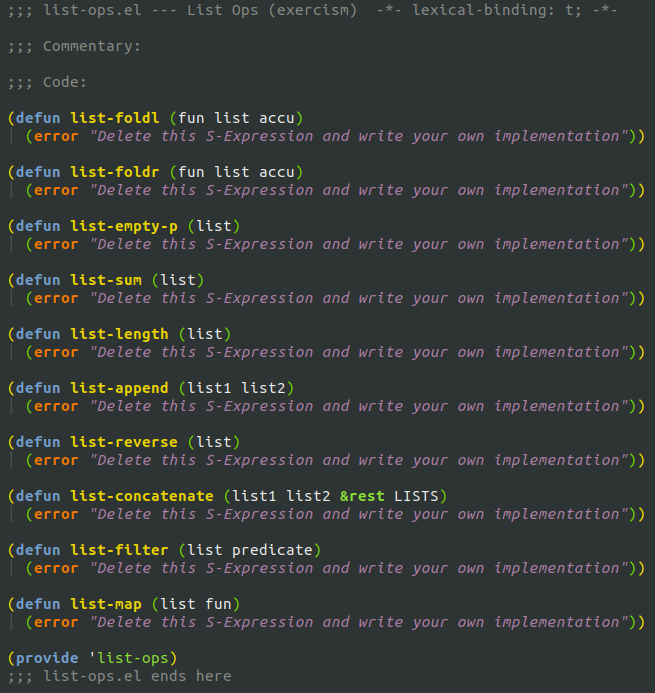 ;;; list-ops.el --- List Ops (exercism)  -*- lexical-binding: t; -*-
;;; Commentary:
;;; Code:
(defun list-foldl (fun list accu)
  (error "Delete this S-Expression and write your own implementation"))
(defun list-foldr (fun list accu)
  (error "Delete this S-Expression and write your own implementation"))
(defun list-empty-p (list)
  (error "Delete this S-Expression and write your own implementation"))
(defun list-sum (list)
  (error "Delete this S-Expression and write your own implementation"))
(defun list-length (list)
  (error "Delete this S-Expression and write your own implementation"))
(defun list-append (list1 list2)
  (error "Delete this S-Expression and write your own implementation"))
(defun list-reverse (list)
  (error "Delete this S-Expression and write your own implementation"))
(defun list-concatenate (list1 list2 &rest LISTS)
  (error "Delete this S-Expression and write your own implementation"))
(defun list-filter (list predicate)
  (error "Delete this S-Expression and write your own implementation"))
(defun list-map (list fun)
  (error "Delete this S-Expression and write your own implementation"))
(provide 'list-ops)
;;; list-ops.el ends here